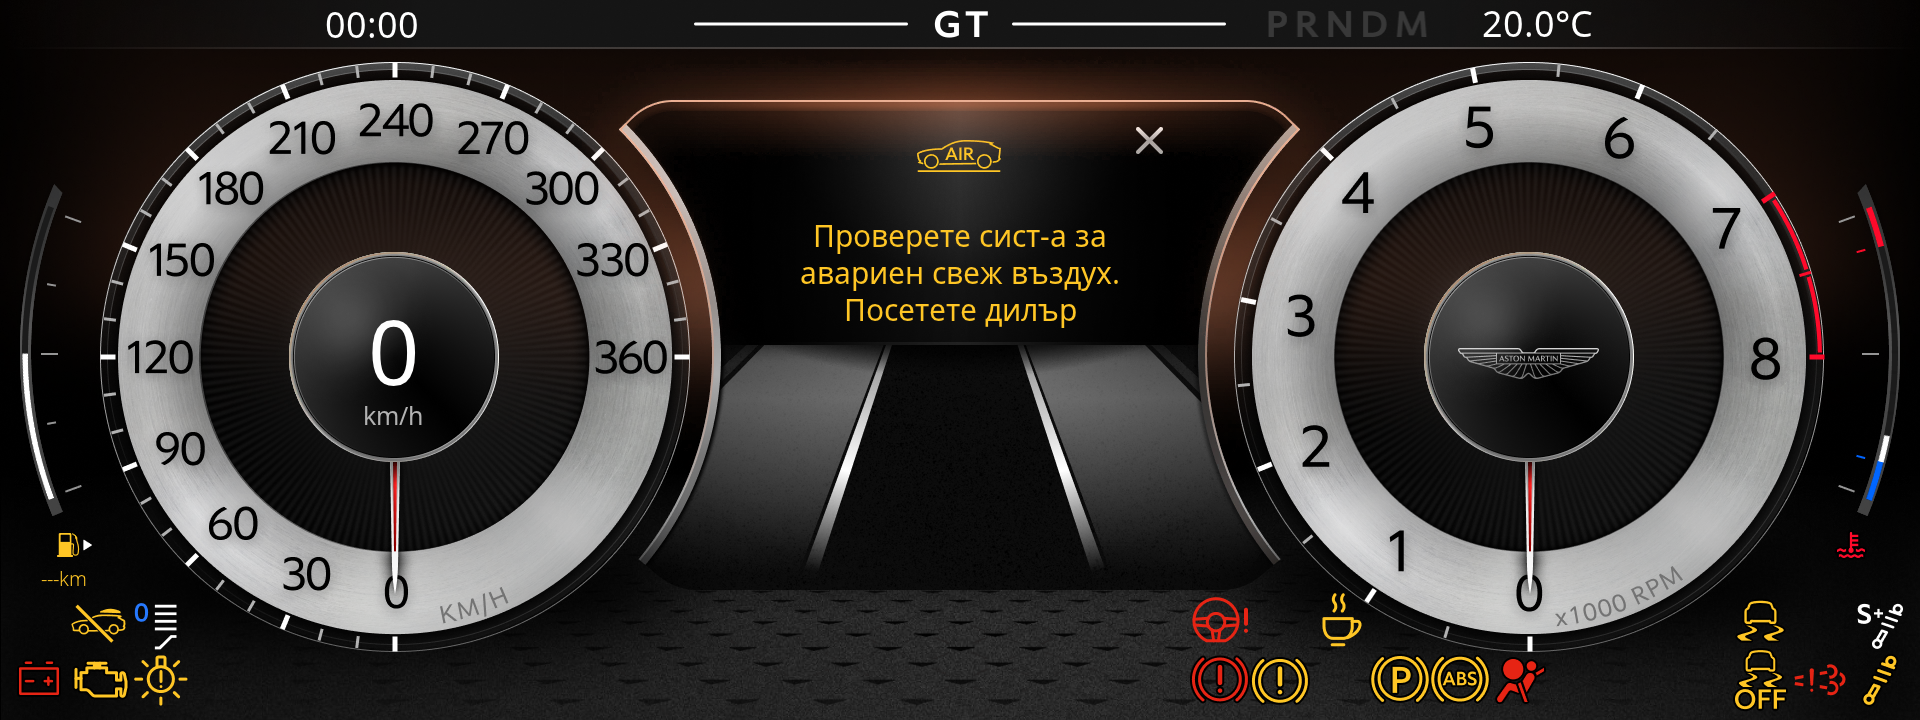 00:00
GT
PRNDM
20.0°C
240
210
270
180
300
150
330
120
360
90
60
30
0
KM/H
0
km/h
AIR
Проверете сист-а за
авариен свеж въздух.
Посетете дилър
5
6
4
7
3
8
2
1
0
x1000 RPM
ASTON MARTIN
---km
0
S+
P
ABS
OFF